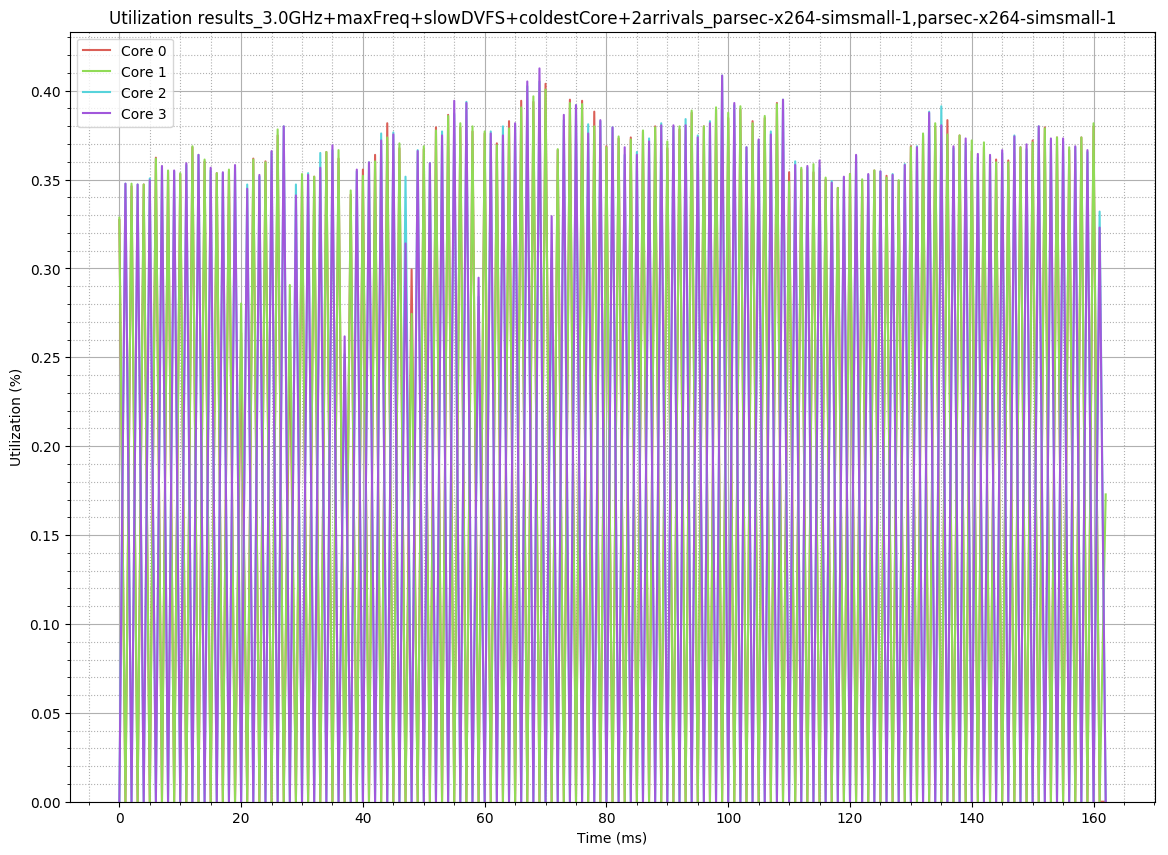 Utilization results_3.0GHz+maxFreq+slowDVFS+coldestCore+2arrivals_parsec-x264-simsmall-1,parsec-x264-simsmall-1
Core 0
Core 1
Core 2
Core 3
Utilization (%)
0.40
0.35
0.30
0.25
0.20
0.15
0.10
0.05
0.00
0 20 40 60 80 100 120 140 160
Time (ms)